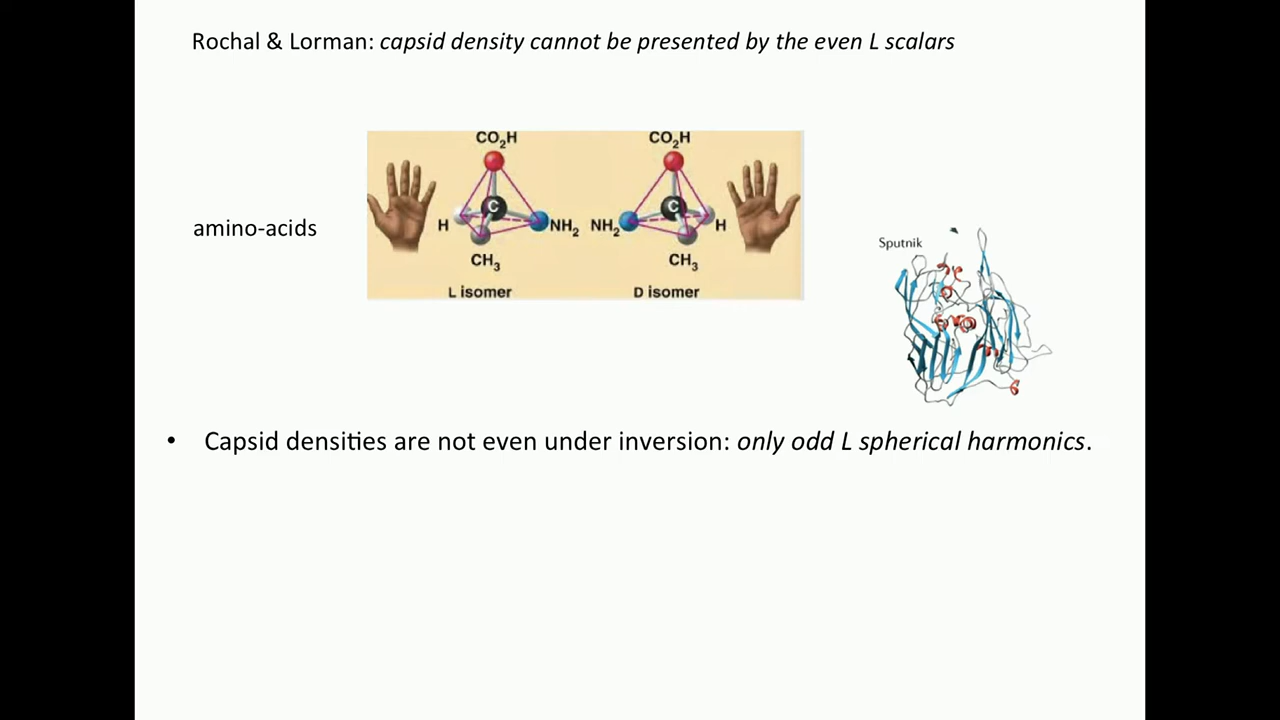 Rochal & Lorman: capsid density cannot be presented by the even L scalars
CO₂H CO₂H
C C
amino-acids
H NH₂ NH₂ H
CH₃ CH₃
L isomer D isomer
Sputnik
• Capsid densities are not even under inversion: only odd L spherical harmonics.